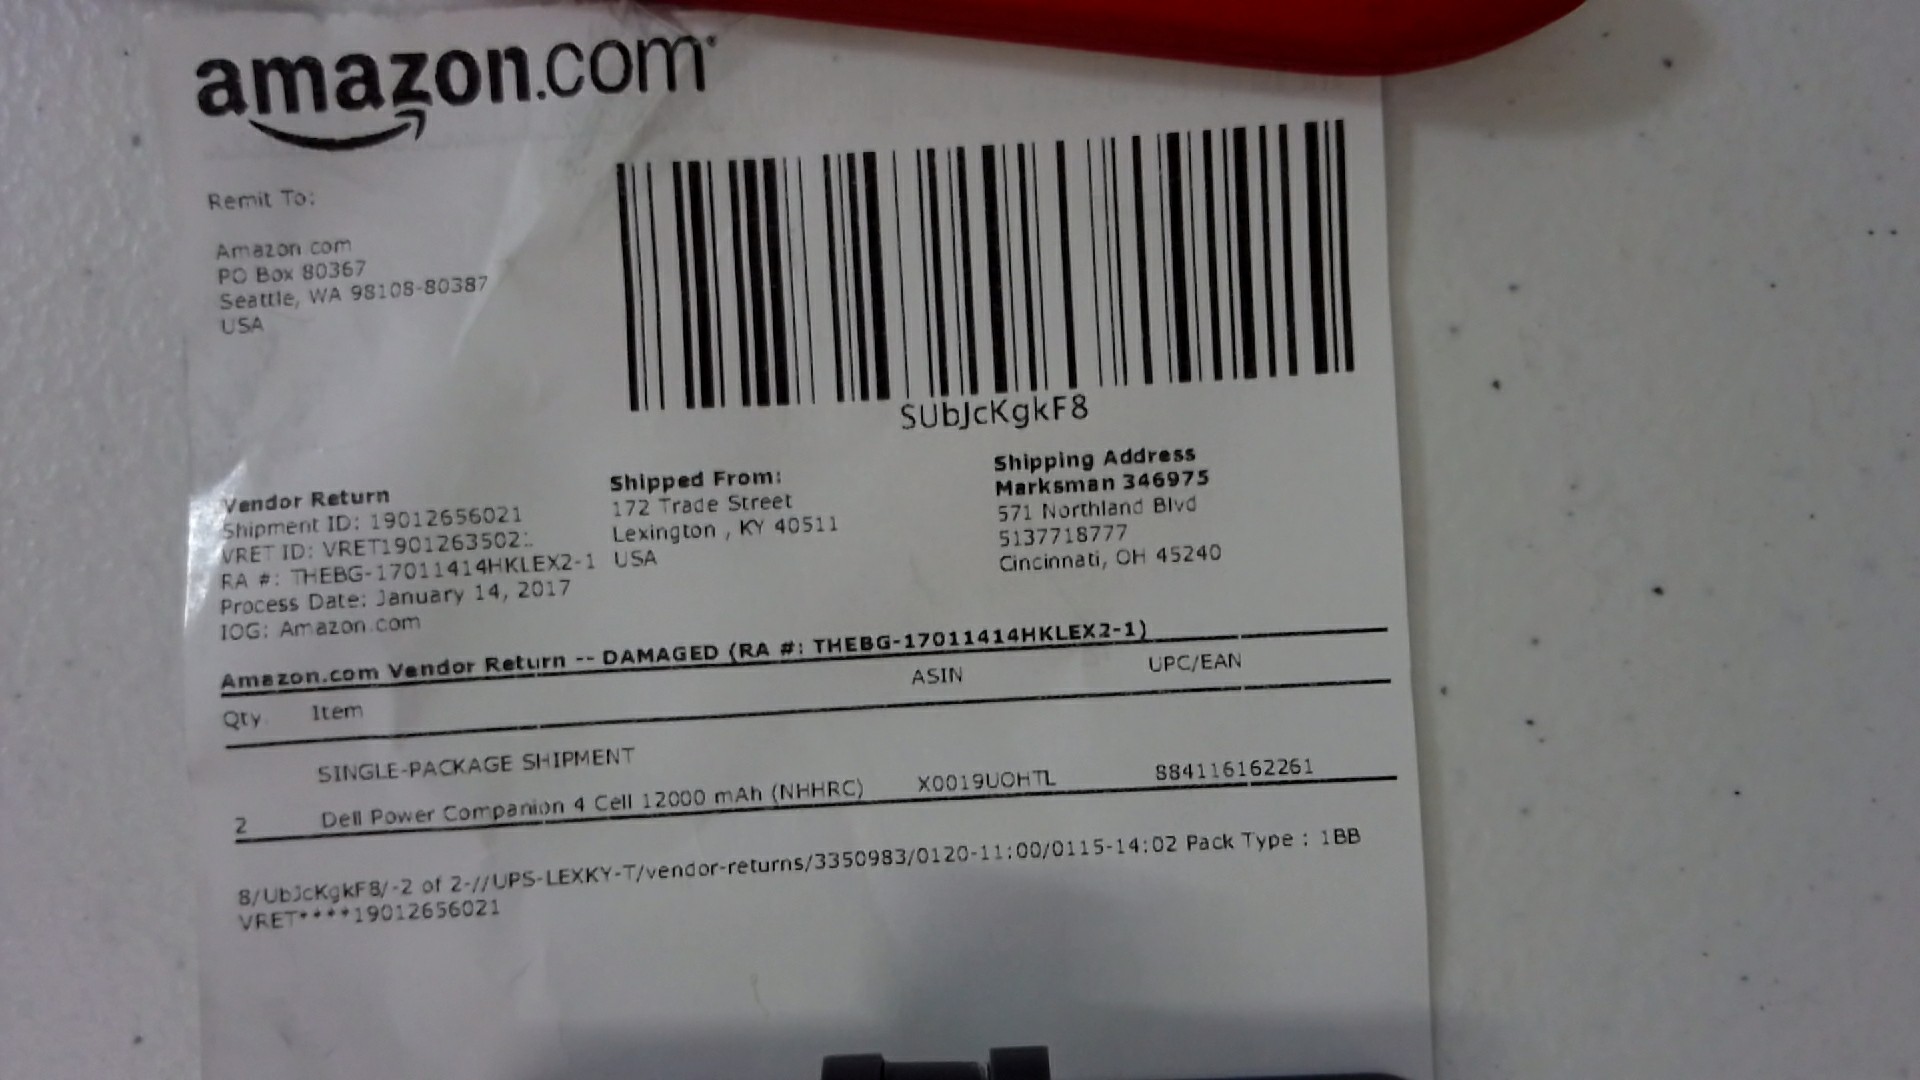 amazon.com
Remit To:
Amazon.com
PO Box 80367
Seattle, WA 98108-80387
USA
SUbJcKgkF8
Vendor Return
Shipment ID: 19012656021
VRET ID: VRET1901263502
RA #: THEBG-17011414HKLEX2-1
Process Date: January 14, 2017
IOG: Amazon.com
Shipped From:
172 Trade Street
Lexington , KY 40511
USA
Shipping Address
Marksman 346975
571 Northland Blvd
5137718777
Cincinnati, OH 45240
Amazon.com Vendor Return -- DAMAGED (RA #: THEBG-17011414HKLEX2-1)
Qty Item ASIN UPC/EAN
SINGLE-PACKAGE SHIPMENT
2 Dell Power Companion 4 Cell 12000 mAh (NHHRC) X0019UOHTL 884116162261
8/UbJcKgkF8/-2 of 2-//UPS-LEXKY-T/vendor-returns/3350983/0120-11:00/0115-14:02 Pack Type : 1BB
VRET****19012656021